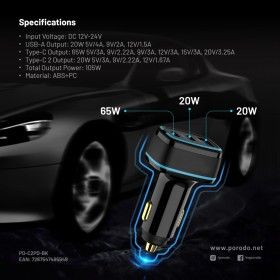 Specifications
• Input Voltage: DC 12V-24V
• USB-A Output: 20W 5V/4A, 9V/2A, 12V/1.5A
• Type-C Output: 65W 5V/3A, 9V/2.22A, 9V/3A, 12V/3A, 15V/3A, 20V/3.25A
• Type-C 2 Output: 20W 5V/3A, 9V/2.22A, 12V/1.67A
• Total Output Power: 105W
• Material: ABS+PC
20W
65W
20W
PD-C2PD-BK
www.porodo.net